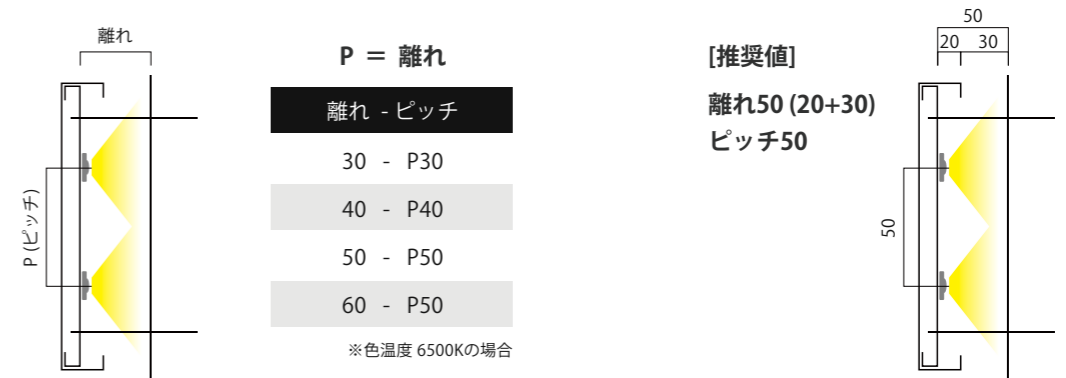 離れ
P (ピッチ)
P ＝ 離れ
離れ - ピッチ
30 - P30
40 - P40
50 - P50
60 - P50
※色温度 6500Kの場合
[推奨値]
離れ50 (20+30)
ピッチ50
50
20 30
50